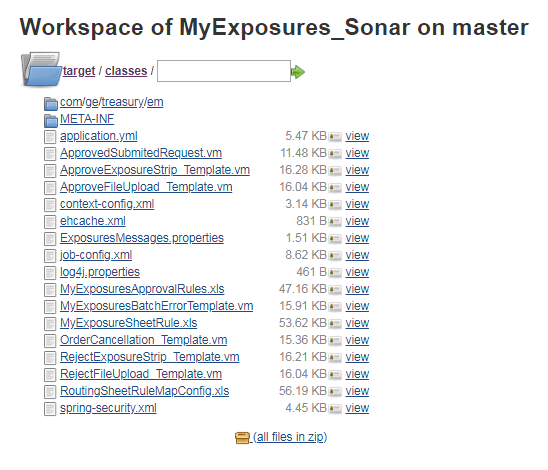 Workspace of MyExposures_Sonar on master
target / classes /
com/ge/treasury/em
META-INF
application.yml 5.47 KB view
ApprovedSubmitedRequest.vm 11.48 KB view
ApproveExposureStrip_Template.vm 16.28 KB view
ApproveFileUpload_Template.vm 16.04 KB view
context-config.xml 3.14 KB view
ehcache.xml 831 B view
ExposuresMessages.properties 1.51 KB view
job-config.xml 8.62 KB view
log4j.properties 461 B view
MyExposuresApprovalRules.xls 47.16 KB view
MyExposuresBatchErrorTemplate.vm 15.91 KB view
MyExposureSheetRule.xls 53.62 KB view
OrderCancellation_Template.vm 15.36 KB view
RejectExposureStrip_Template.vm 16.21 KB view
RejectFileUpload_Template.vm 16.04 KB view
RoutingSheetRuleMapConfig.xls 56.19 KB view
spring-security.xml 4.45 KB view
(all files in zip)